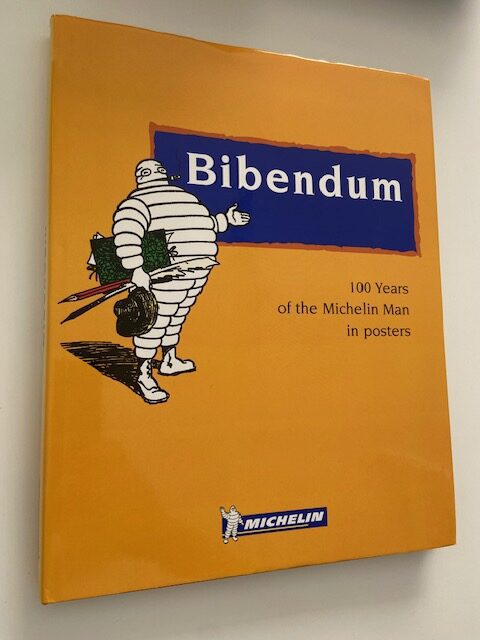 Bibendum
100 Years
of the Michelin Man
in posters
MICHELIN